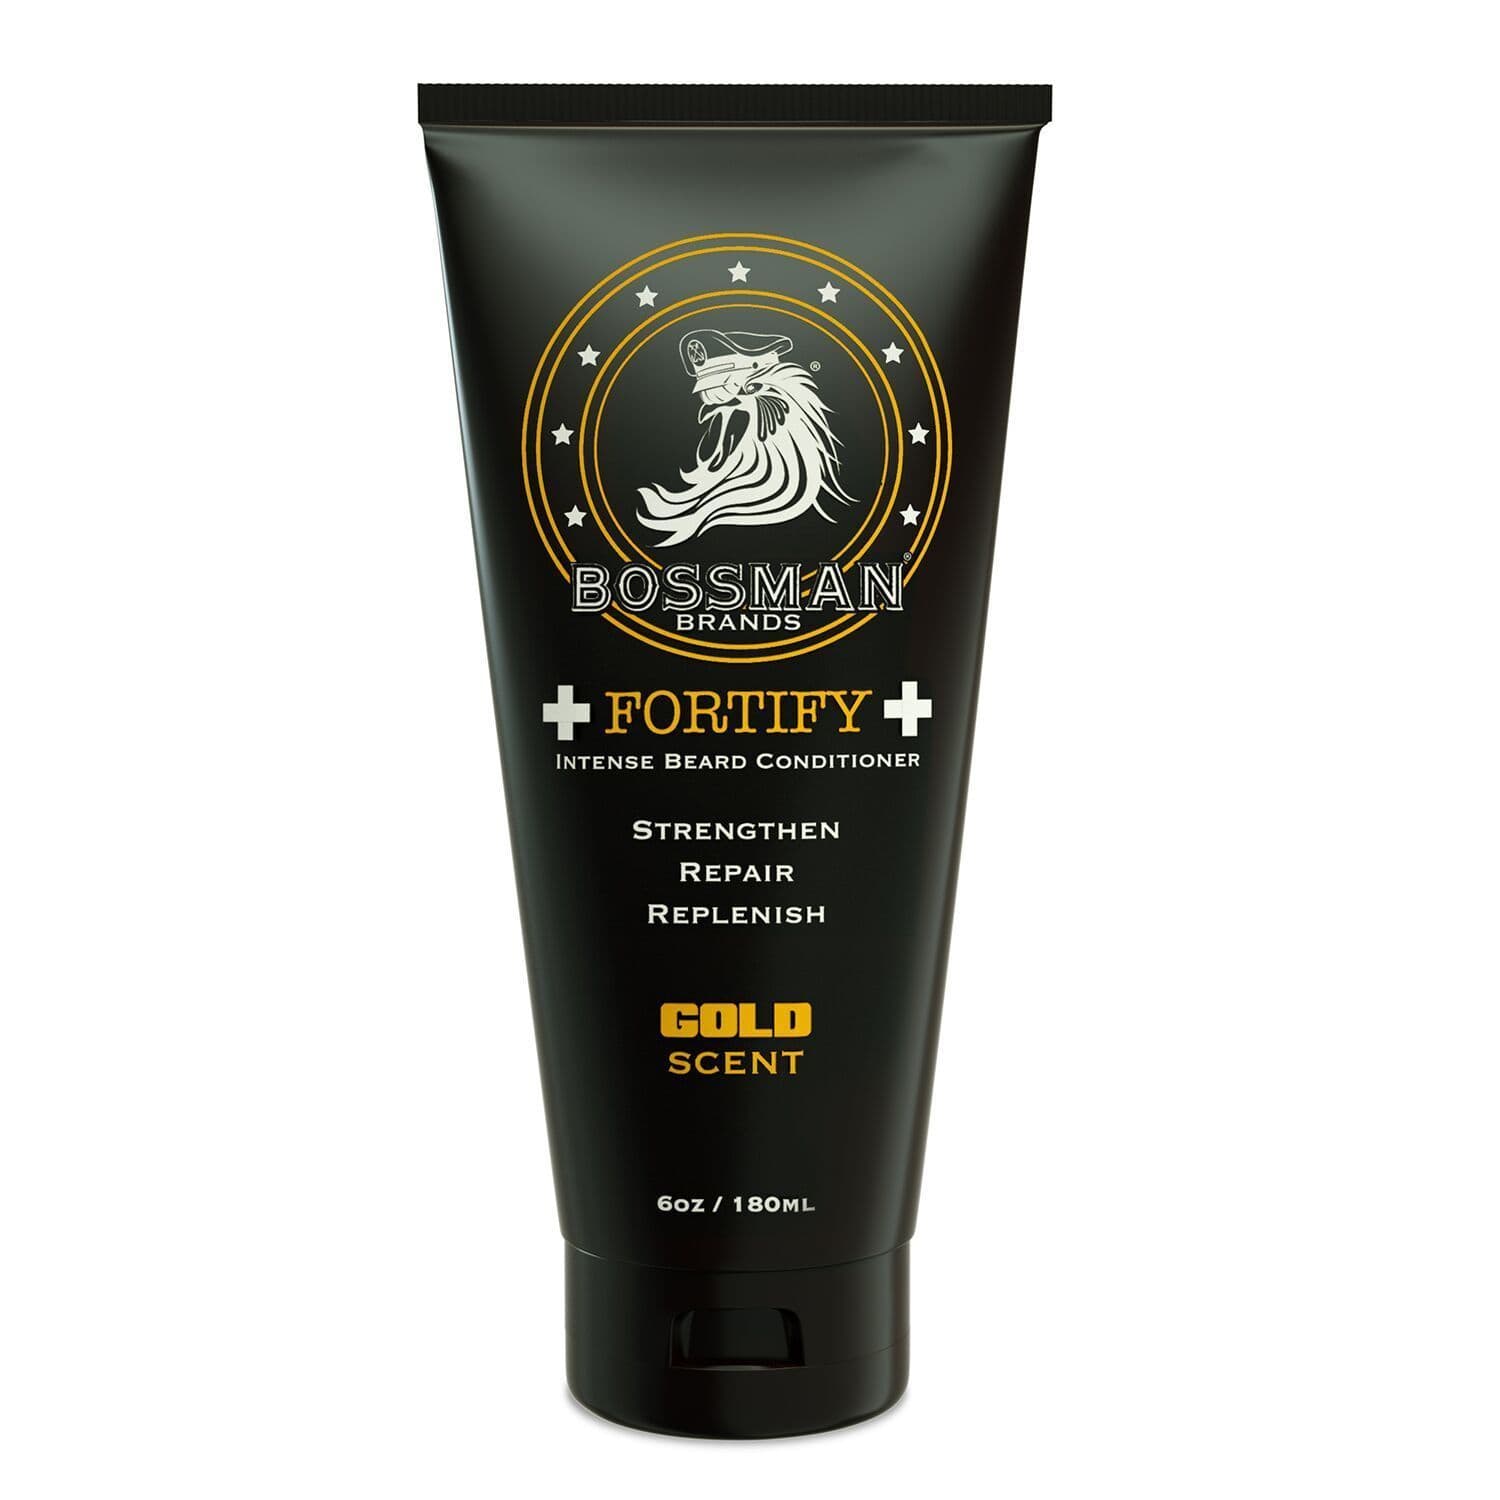 BOSSMAN®
BRANDS
FORTIFY
INTENSE BEARD CONDITIONER
STRENGTHEN
REPAIR
REPLENISH
GOLD
SCENT
6OZ / 180ML